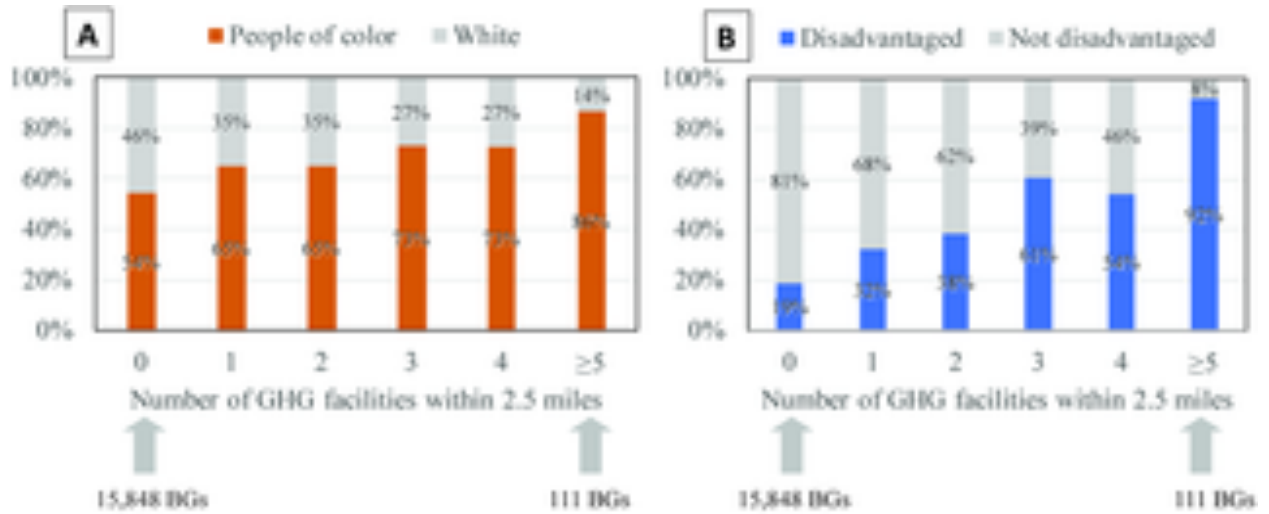 A
People of color White
100%
80%
60%
40%
20%
0%
46% 35% 35% 27% 27% 14%
54% 65% 65% 73% 73% 86%
0 1 2 3 4 ≥5
Number of GHG facilities within 2.5 miles
15,848 BGs 111 BGs
B
Disadvantaged Not disadvantaged
100%
80%
60%
40%
20%
0%
81% 68% 62% 39% 46% 8%
19% 32% 38% 61% 54% 92%
0 1 2 3 4 ≥5
Number of GHG facilities within 2.5 miles
15,848 BGs 111 BGs